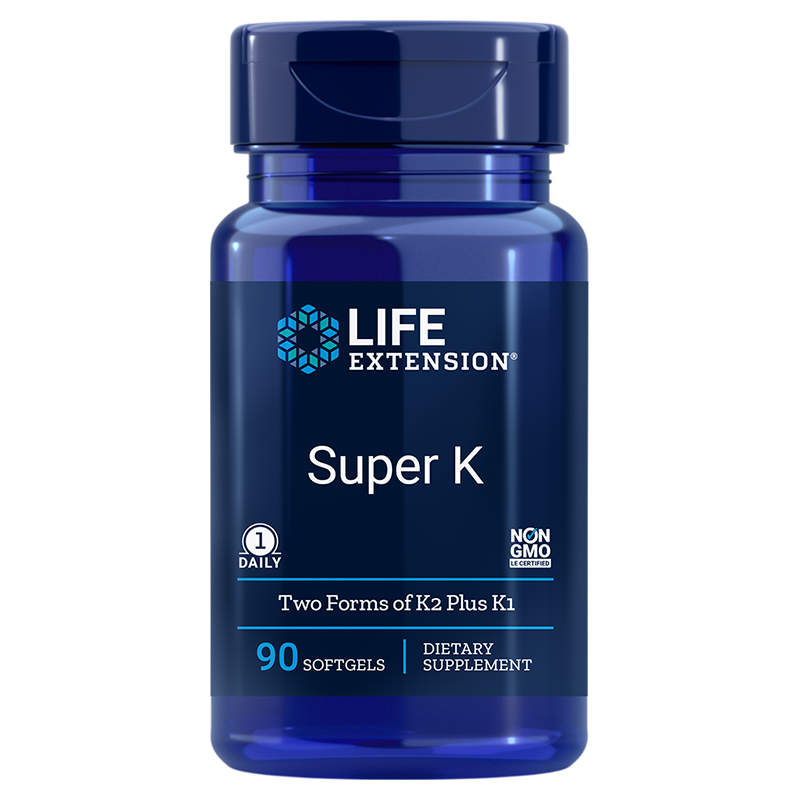 LIFE
EXTENSION®
Super K
1
DAILY
NON
GMO
LE CERTIFIED
Two Forms of K2 Plus K1
90 SOFTGELS
DIETARY
SUPPLEMENT